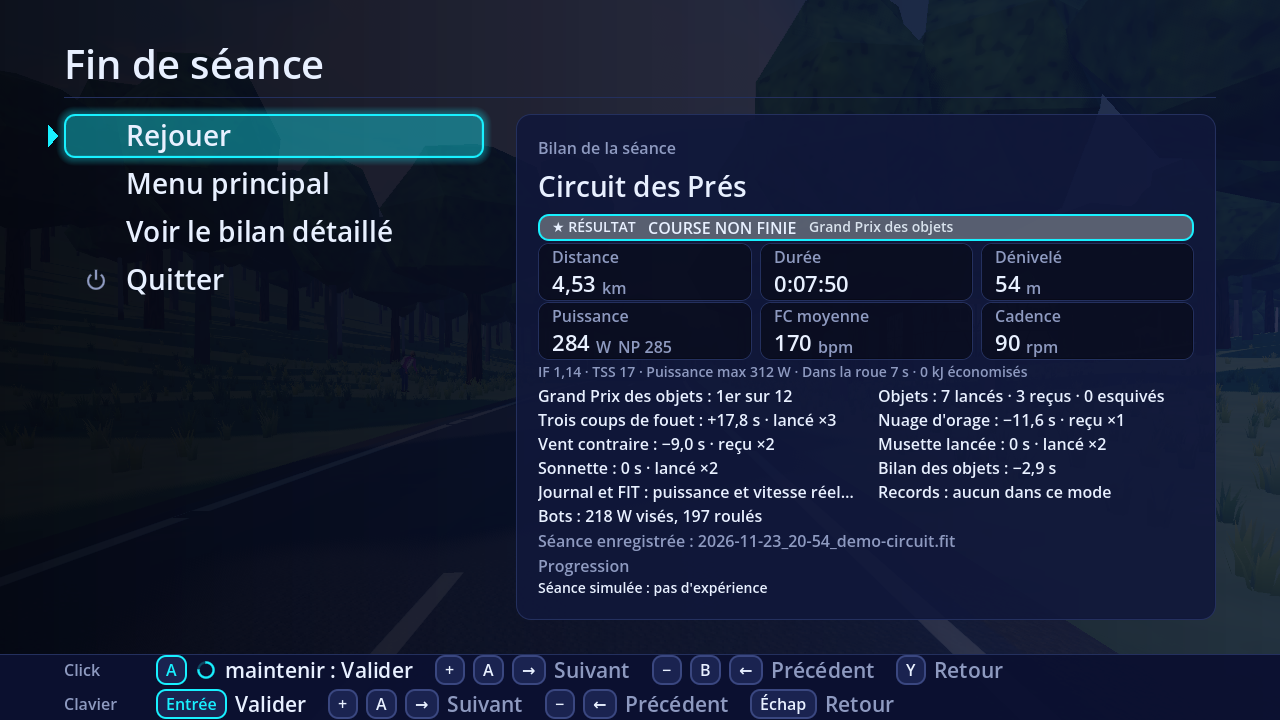 Fin de séance
Rejouer
Menu principal
Voir le bilan détaillé
Quitter
Bilan de la séance
Circuit des Prés
★ RÉSULTAT COURSE NON FINIE Grand Prix des objets
Distance
4,53 km
Durée
0:07:50
Dénivelé
54 m
Puissance
284 W NP 285
FC moyenne
170 bpm
Cadence
90 rpm
IF 1,14 · TSS 17 · Puissance max 312 W · Dans la roue 7 s · 0 kJ économisés
Grand Prix des objets : 1er sur 12
Objets : 7 lancés · 3 reçus · 0 esquivés
Trois coups de fouet : +17,8 s · lancé ×3
Nuage d'orage : −11,6 s · reçu ×1
Vent contraire : −9,0 s · reçu ×2
Musette lancée : 0 s · lancé ×2
Sonnette : 0 s · lancé ×2
Bilan des objets : −2,9 s
Journal et FIT : puissance et vitesse réel...
Records : aucun dans ce mode
Bots : 218 W visés, 197 roulés
Séance enregistrée : 2026-11-23_20-54_demo-circuit.fit
Progression
Séance simulée : pas d'expérience
Click A maintenir : Valider + A → Suivant − B ← Précédent Y Retour
Clavier Entrée Valider + A → Suivant − ← Précédent Échap Retour